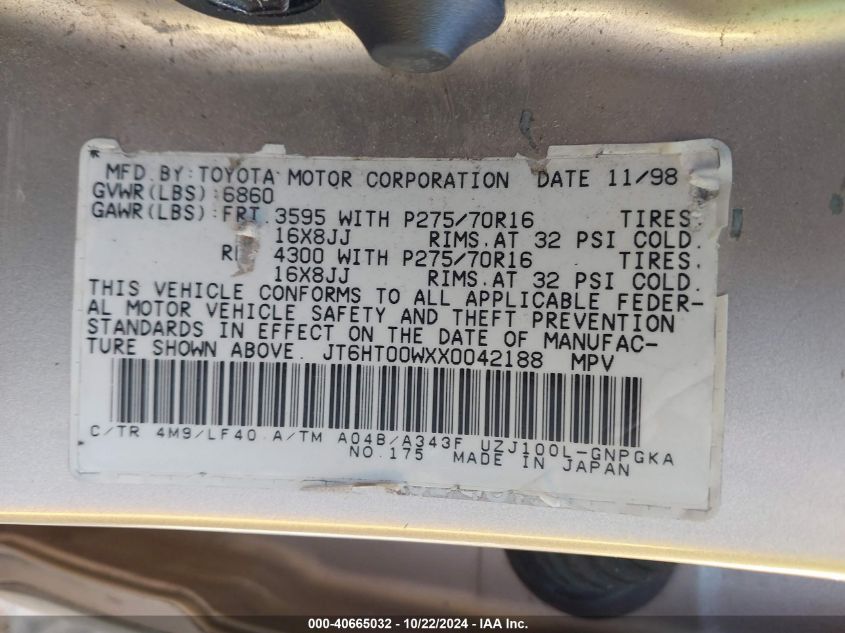 MFD.BY:TOYOTA MOTOR CORPORATION DATE 11/98
GVWR(LBS):6860
GAWR(LBS):FRT.3595 WITH P275/70R16 TIRES
16X8JJ RIMS.AT 32 PSI COLD.
4300 WITH P275/70R16 TIRES.
16X8JJ RIMS.AT 32 PSI COLD.
THIS VEHICLE CONFORMS TO ALL APPLICABLE FEDER-
AL MOTOR VEHICLE SAFETY AND THEFT PREVENTION
STANDARDS IN EFFECT ON THE DATE OF MANUFAC-
TURE SHOWN ABOVE. JT6HT00WXX0042188 MPV
C/TR 4M9/LF40 A/TM A04B/A343F UZJ100L-GNPGKA
NO.175 MADE IN JAPAN
000-40665032 - 10/22/2024 - IAA Inc.